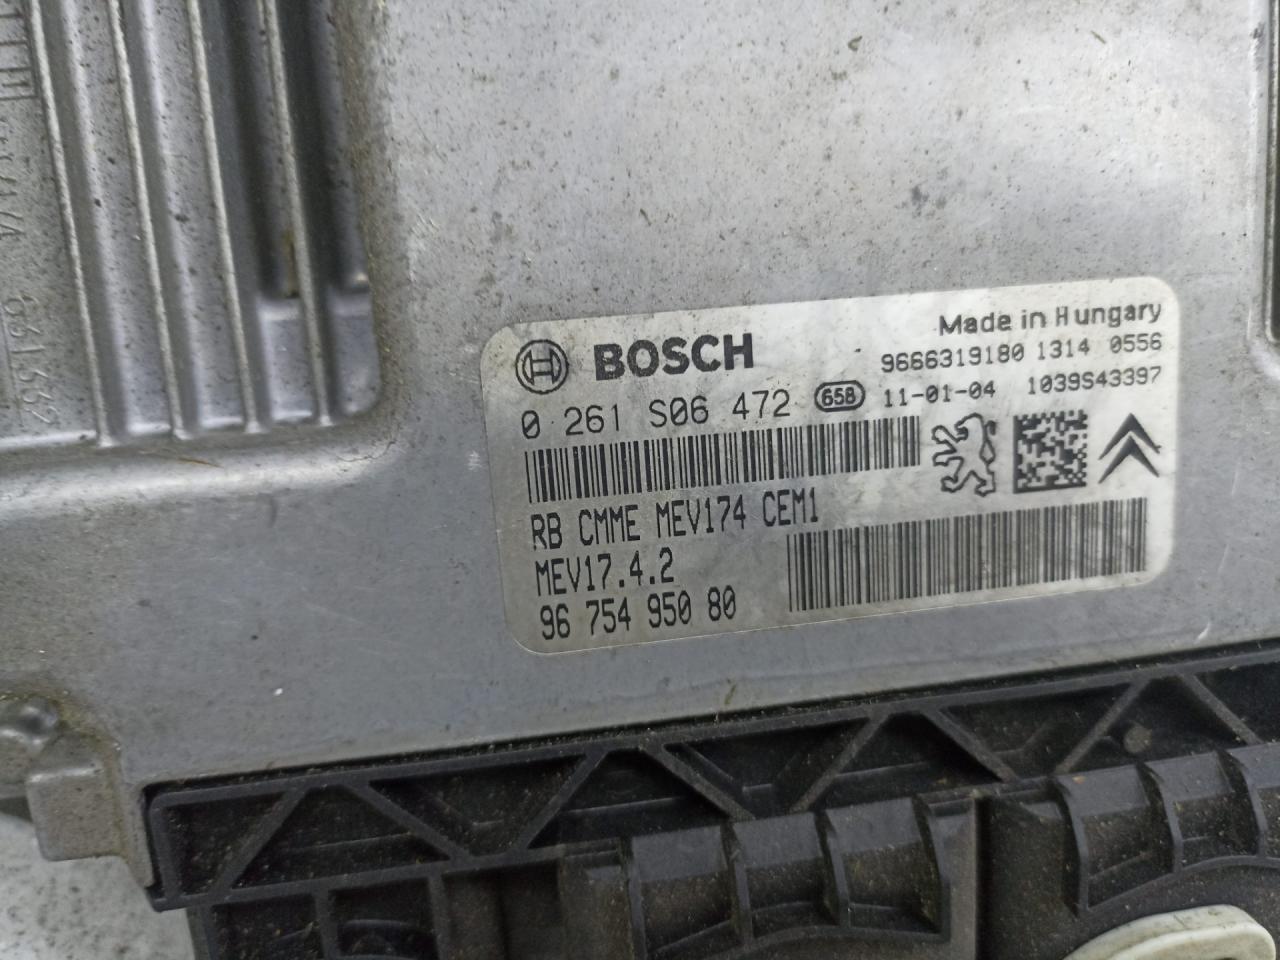 BOSCH
Made in Hungary
9666319180 1314 0556
0 261 S06 472 658 11-01-04 1039S43397
RB CMME MEV174 CEM1
MEV17.4.2
96 754 950 80